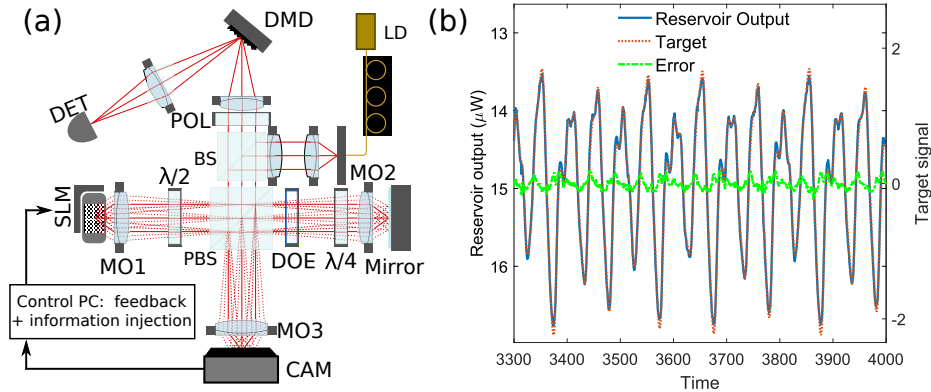 (a)
DMD
LD
DET
POL
BS
MO2
λ/2
SLM
MO1
PBS
DOE
λ/4
Mirror
Control PC: feedback
+ information injection
MO3
CAM
(b)
Reservoir Output
Target
Error
Reservoir output (μW)
13
14
15
16
Target signal
2
0
-2
3300 3400 3500 3600 3700 3800 3900 4000
Time